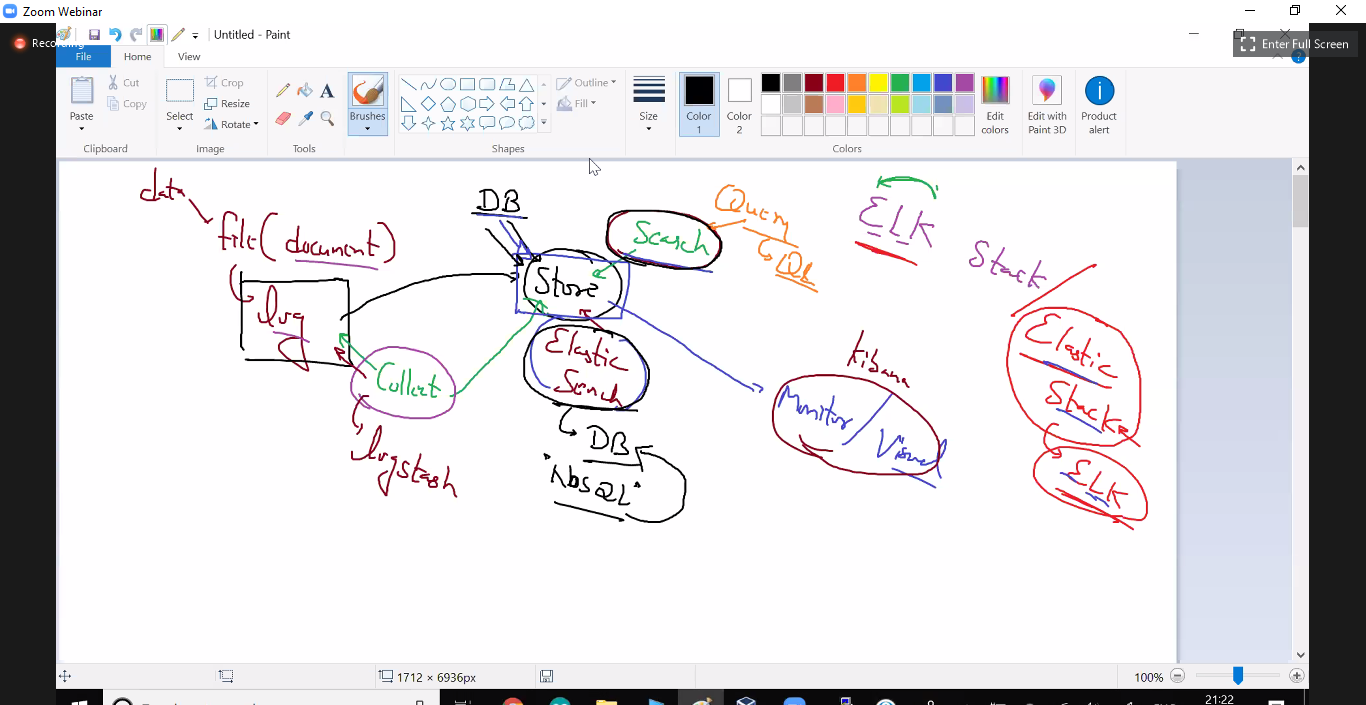 Zoom Webinar
Recording
Untitled - Paint
Enter Full Screen
File
Home
View
Paste
Cut
Copy
Select
Crop
Resize
Rotate
A
Brushes
Outline
Fill
Size
Color
1
Color
2
Edit
colors
Edit with
Paint 3D
Product
alert
Clipboard
Image
Tools
Shapes
Colors
data
file(document)
log
Collect
logstash
DB
Store
Search
Query
Elastic
Search
DB
"NoSQL"
kibana
Monitor
Visual
ELK
Stack
Elastic
Stack
ELK
1712 × 6936px
100%
21:22